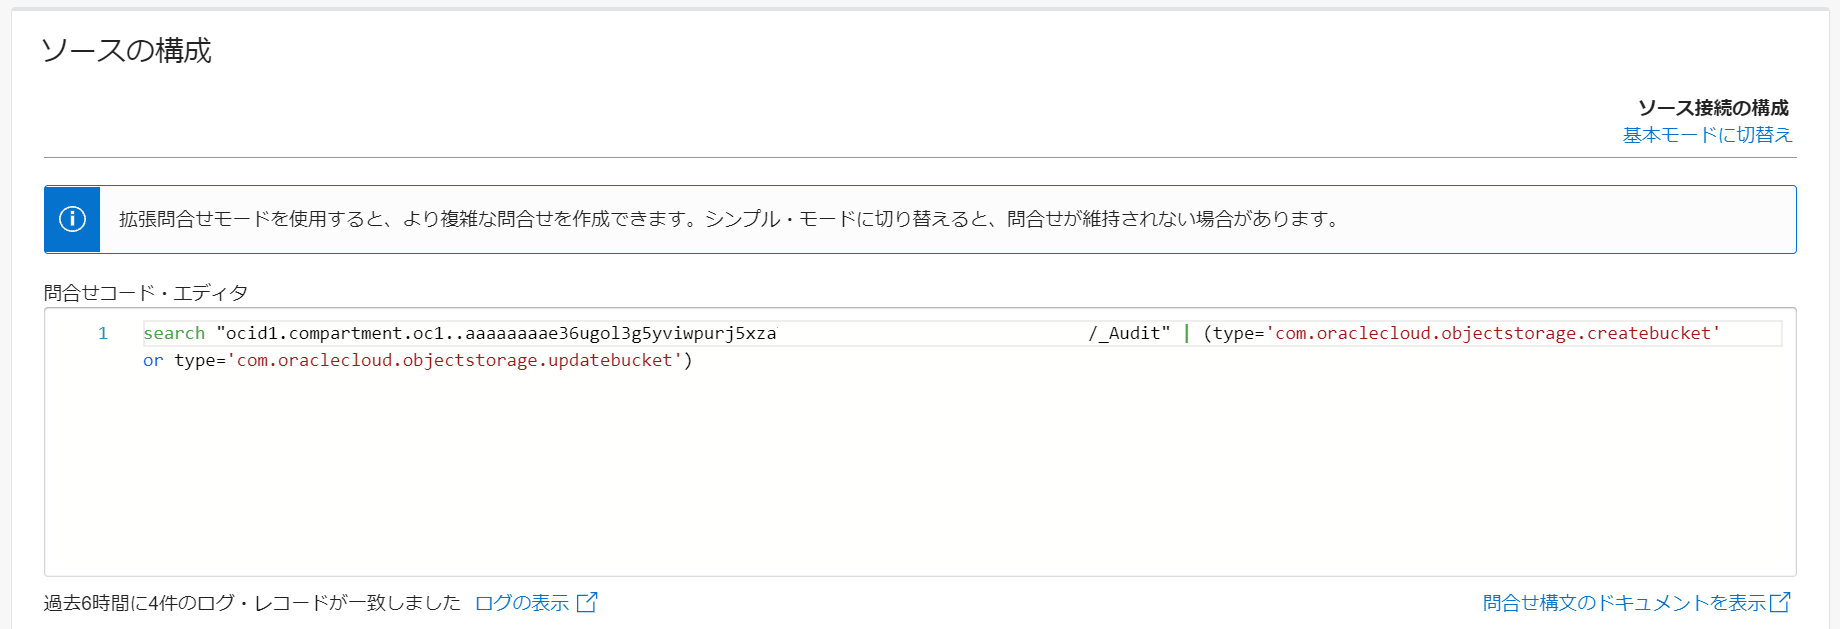 ソースの構成
ソース接続の構成
基本モードに切替え
拡張問合せモードを使用すると、より複雑な問合せを作成できます。シンプル・モードに切り替えると、問合せが維持されない場合があります。
問合せコード・エディタ
1 search "ocid1.compartment.oc1..aaaaaaaae36ugol3g5yviwpurj5xza /_Audit" | (type='com.oraclecloud.objectstorage.createbucket'
or type='com.oraclecloud.objectstorage.updatebucket')
過去6時間に4件のログ・レコードが一致しました ログの表示 問合せ構文のドキュメントを表示